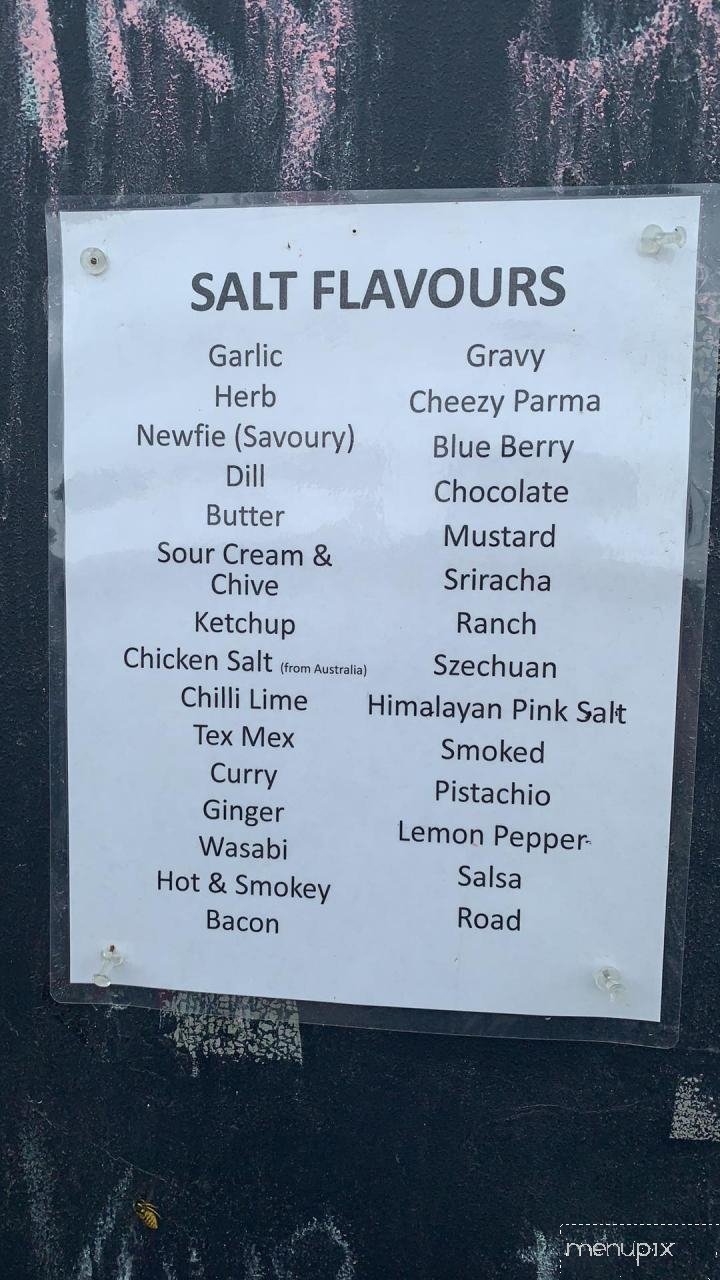 SALT FLAVOURS
Garlic
Herb
Newfie (Savoury)
Dill
Butter
Sour Cream &
Chive
Ketchup
Chicken Salt (from Australia)
Chilli Lime
Tex Mex
Curry
Ginger
Wasabi
Hot & Smokey
Bacon
Gravy
Cheezy Parma
Blue Berry
Chocolate
Mustard
Sriracha
Ranch
Szechuan
Himalayan Pink Salt
Smoked
Pistachio
Lemon Pepper
Salsa
Road
menupix